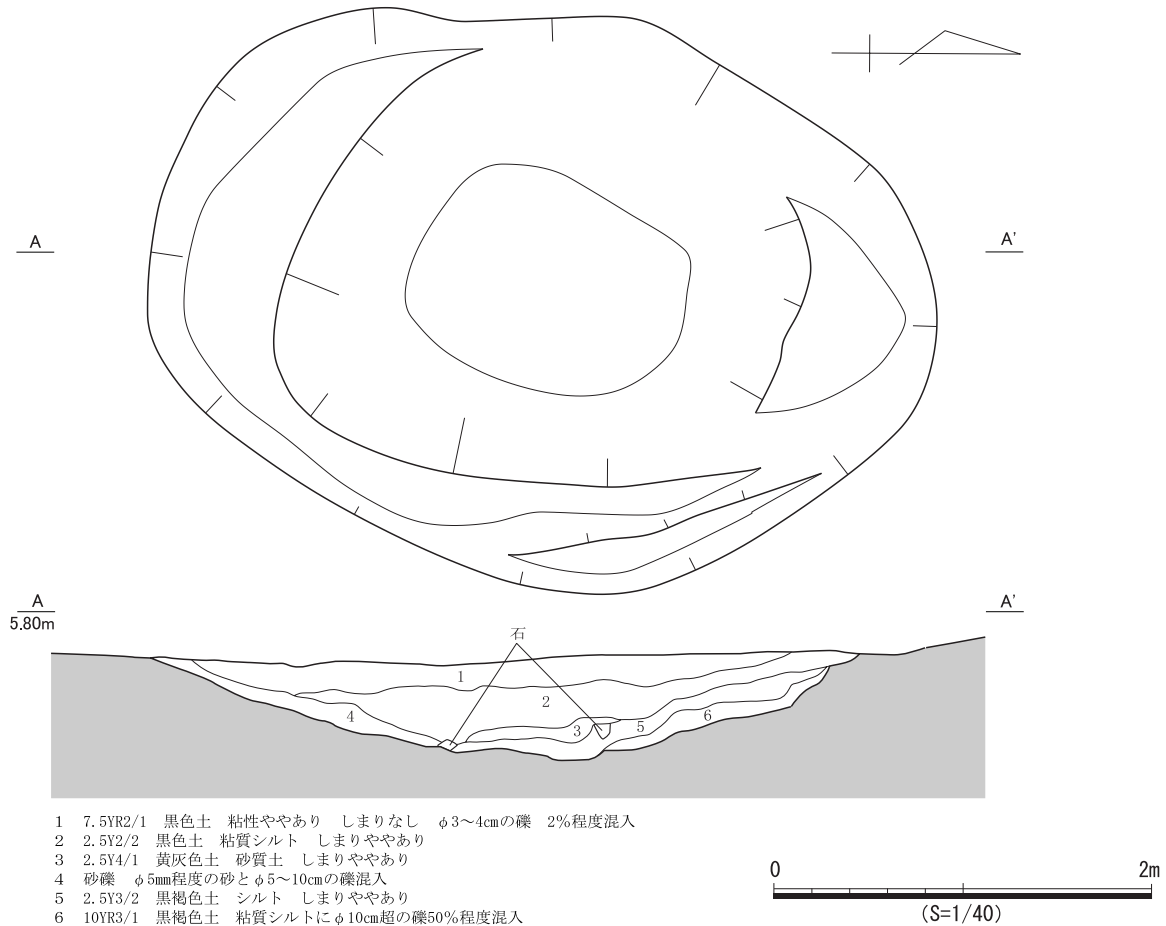 A A'
A A'
5.80m
石
1
2
3
4
5
6
1 7.5YR2/1 黒色土 粘性ややあり しまりなし φ3～4cmの礫 2％程度混入
2 2.5Y2/2 黒色土 粘質シルト しまりややあり
3 2.5Y4/1 黄灰色土 砂質土 しまりややあり
4 砂礫 φ5mm程度の砂とφ5～10cmの礫混入
5 2.5Y3/2 黒褐色土 シルト しまりややあり
6 10YR3/1 黒褐色土 粘質シルトにφ10cm超の礫50％程度混入
0 2m
(S=1/40)